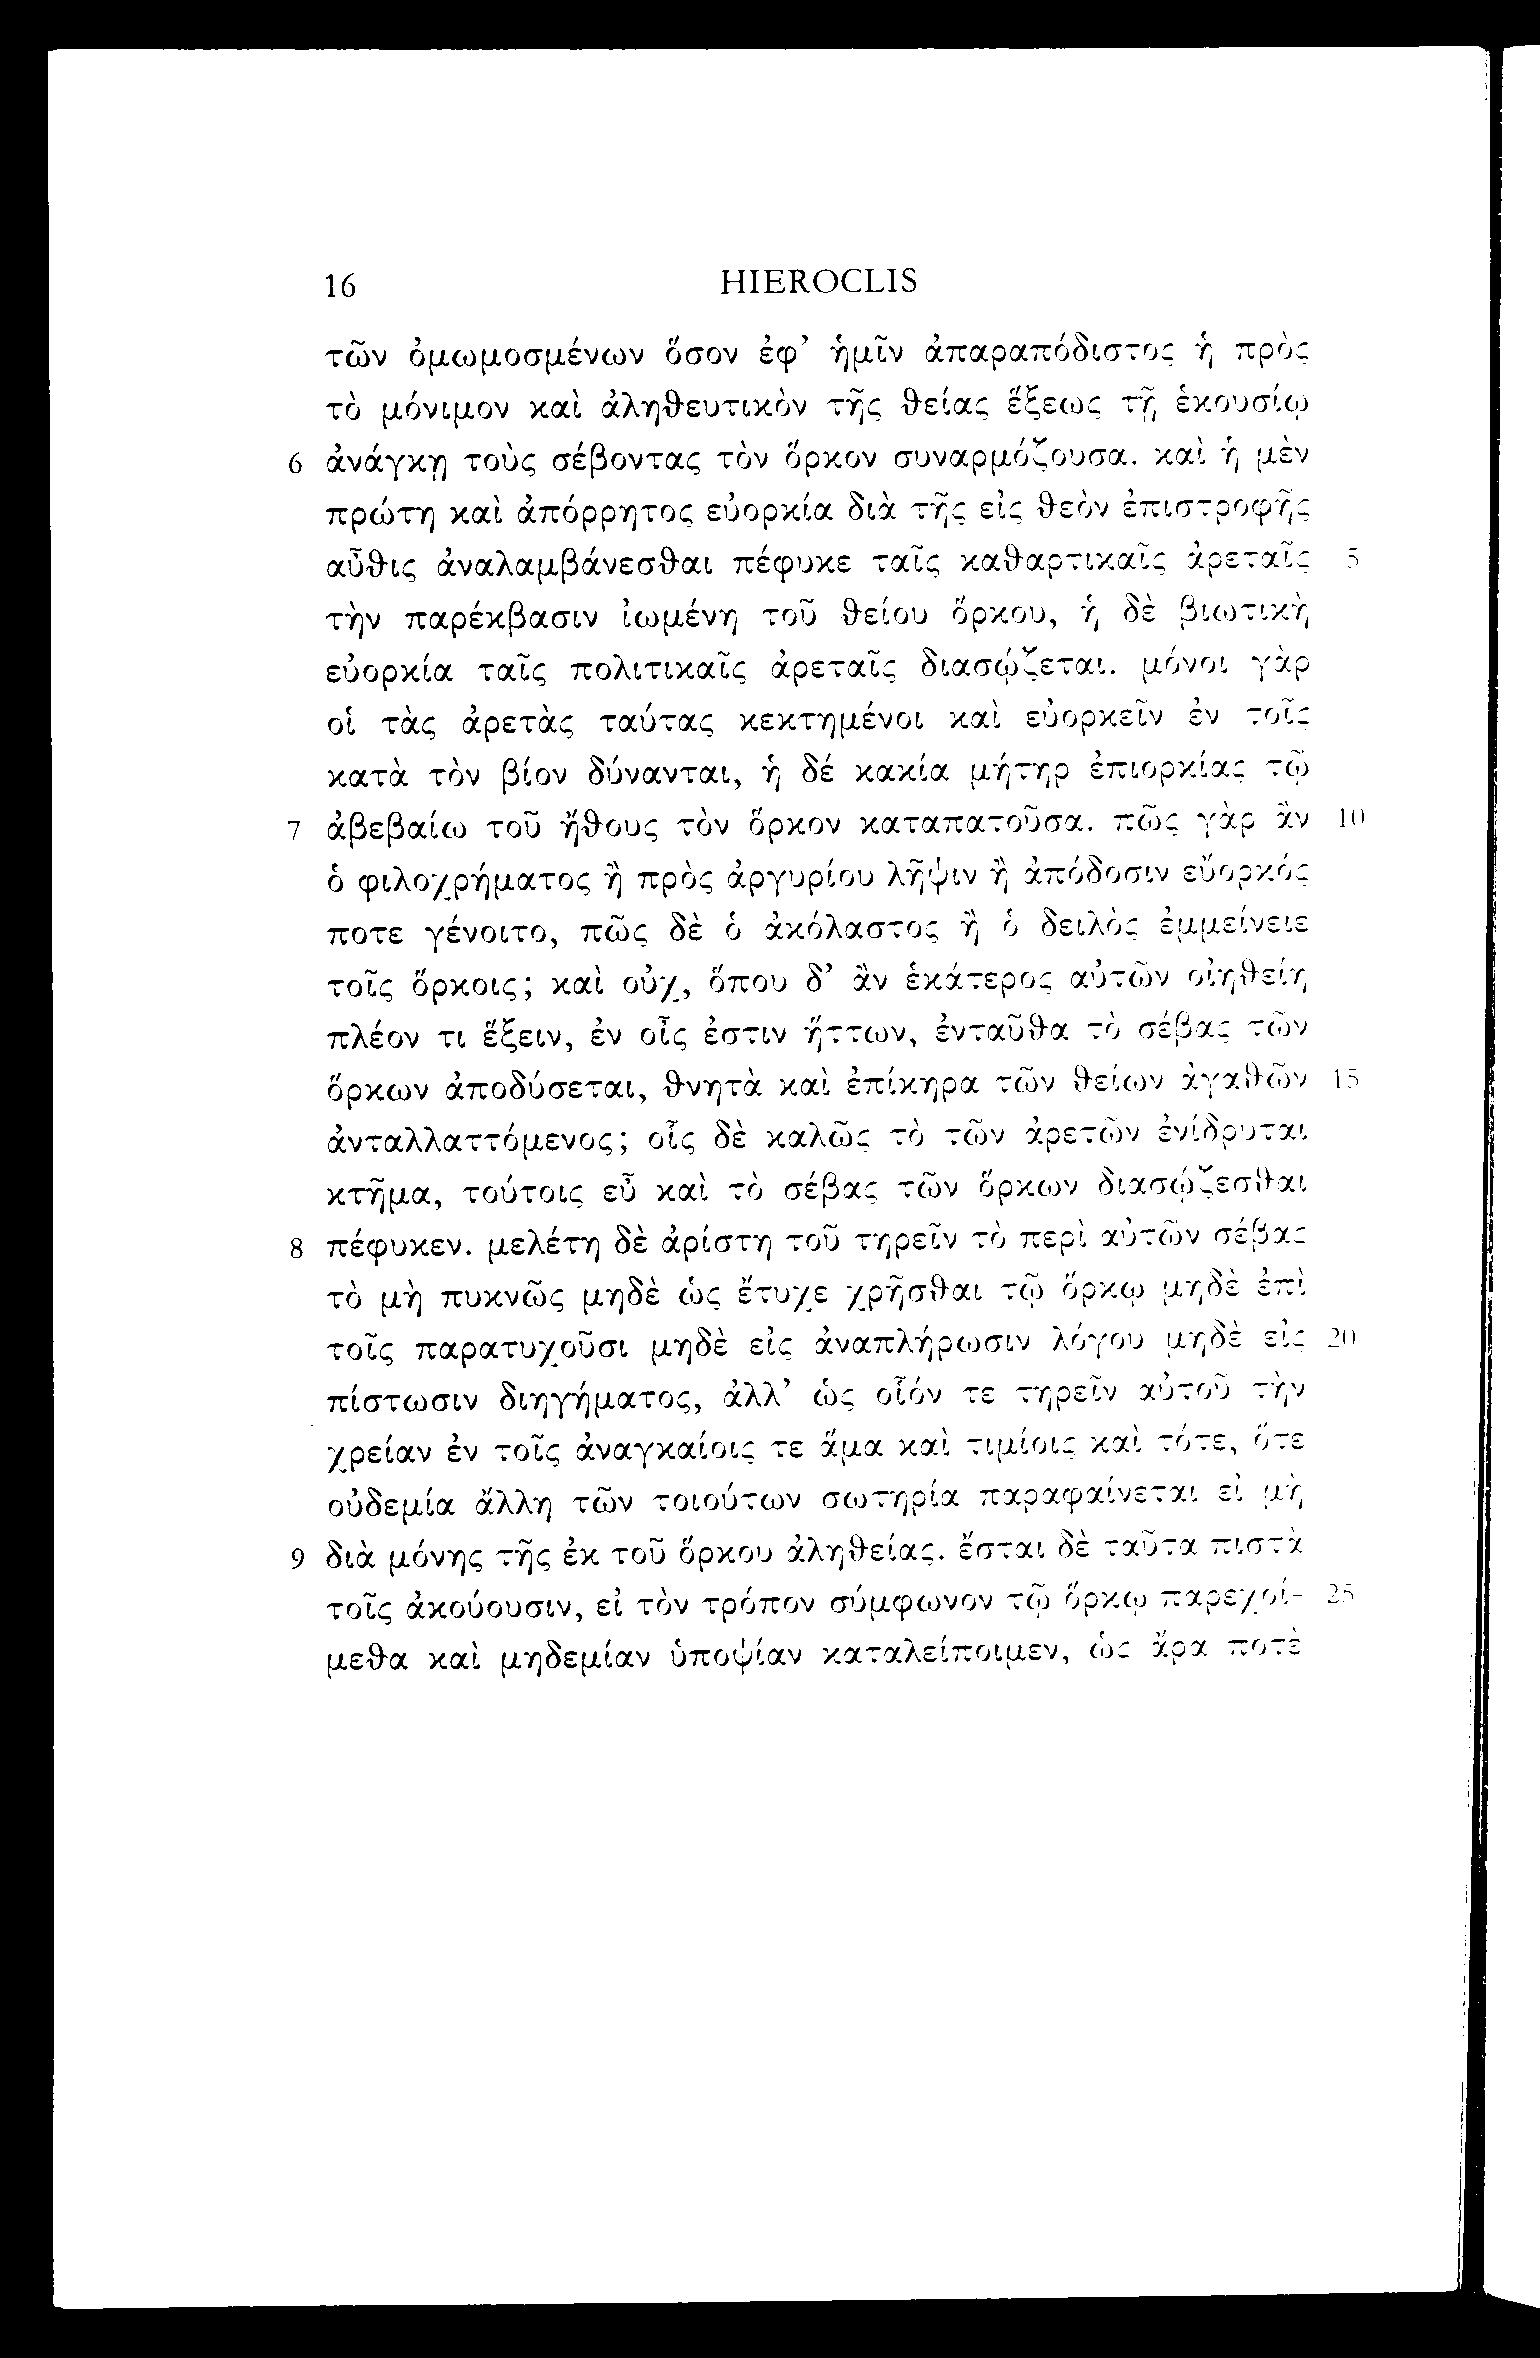 16 HIEROCLIS
τῶν ὀμωμοσμένων ὅσον ἐφ’ ἡμῖν ἀπαραπόδιστος ἡ πρὸς
τὸ μόνιμον καὶ ἀληθευτικὸν τῆς θείας ἕξεως τῇ ἑκουσίῳ
6 ἀνάγκῃ τοὺς σέβοντας τὸν ὅρκον συναρμόζουσα. καὶ ἡ μὲν
πρώτη καὶ ἀπόρρητος εὐορκία διὰ τῆς εἰς θεὸν ἐπιστροφῆς
αὖθις ἀναλαμβάνεσθαι πέφυκε ταῖς καθαρτικαῖς ἀρεταῖς 5
τὴν παρέκβασιν ἰωμένη τοῦ θείου ὅρκου, ἡ δὲ βιωτικὴ
εὐορκία ταῖς πολιτικαῖς ἀρεταῖς διασῴζεται. μόνοι γὰρ
οἱ τὰς ἀρετὰς ταύτας κεκτημένοι καὶ εὐορκεῖν ἐν τοῖς
κατὰ τὸν βίον δύνανται, ἡ δέ κακία μήτηρ ἐπιορκίας τῷ
7 ἀβεβαίω τοῦ ἤθους τὸν ὅρκον καταπατοῦσα. πῶς γὰρ ἂν 10
ὁ φιλοχρήματος ἢ πρὸς ἀργυρίου λῆψιν ἢ ἀπόδοσιν εὔορκός
ποτε γένοιτο, πῶς δὲ ὁ ἀκόλαστος ἢ ὁ δειλὸς ἐμμείνειε
τοῖς ὅρκοις; καὶ οὐχ, ὅπου δ’ ἂν ἑκάτερος αὐτῶν οἰηθείη
πλέον τι ἕξειν, ἐν οἷς ἐστιν ἥττων, ἐνταῦθα τὸ σέβας τῶν
ὅρκων ἀποδύσεται, θνητὰ καὶ ἐπίκηρα τῶν θείων ἀγαθῶν 15
ἀνταλλαττόμενος; οἷς δὲ καλῶς τὸ τῶν ἀρετῶν ἐνίδρυται
κτῆμα, τούτοις εὖ καὶ τὸ σέβας τῶν ὅρκων διασῴζεσθαι
8 πέφυκεν. μελέτη δὲ ἀρίστη τοῦ τηρεῖν τὸ περὶ αὐτῶν σέβας
τὸ μὴ πυκνῶς μηδὲ ὡς ἔτυχε χρῆσθαι τῷ ὅρκῳ μηδὲ ἐπὶ
τοῖς παρατυχοῦσι μηδὲ εἰς ἀναπλήρωσιν λόγου μηδὲ εἰς 20
πίστωσιν διηγήματος, ἀλλ’ ὡς οἷόν τε τηρεῖν αὐτοῦ τὴν
χρείαν ἐν τοῖς ἀναγκαίοις τε ἅμα καὶ τιμίοις καὶ τότε, ὅτε
οὐδεμία ἄλλη τῶν τοιούτων σωτηρία παραφαίνεται εἰ μὴ
9 διὰ μόνης τῆς ἐκ τοῦ ὅρκου ἀληθείας. ἔσται δὲ ταῦτα πιστὰ
τοῖς ἀκούουσιν, εἰ τὸν τρόπον σύμφωνον τῷ ὅρκῳ παρεχοί- 25
μεθα καὶ μηδεμίαν ὑποψίαν καταλείποιμεν, ὡς ἄρα ποτὲ